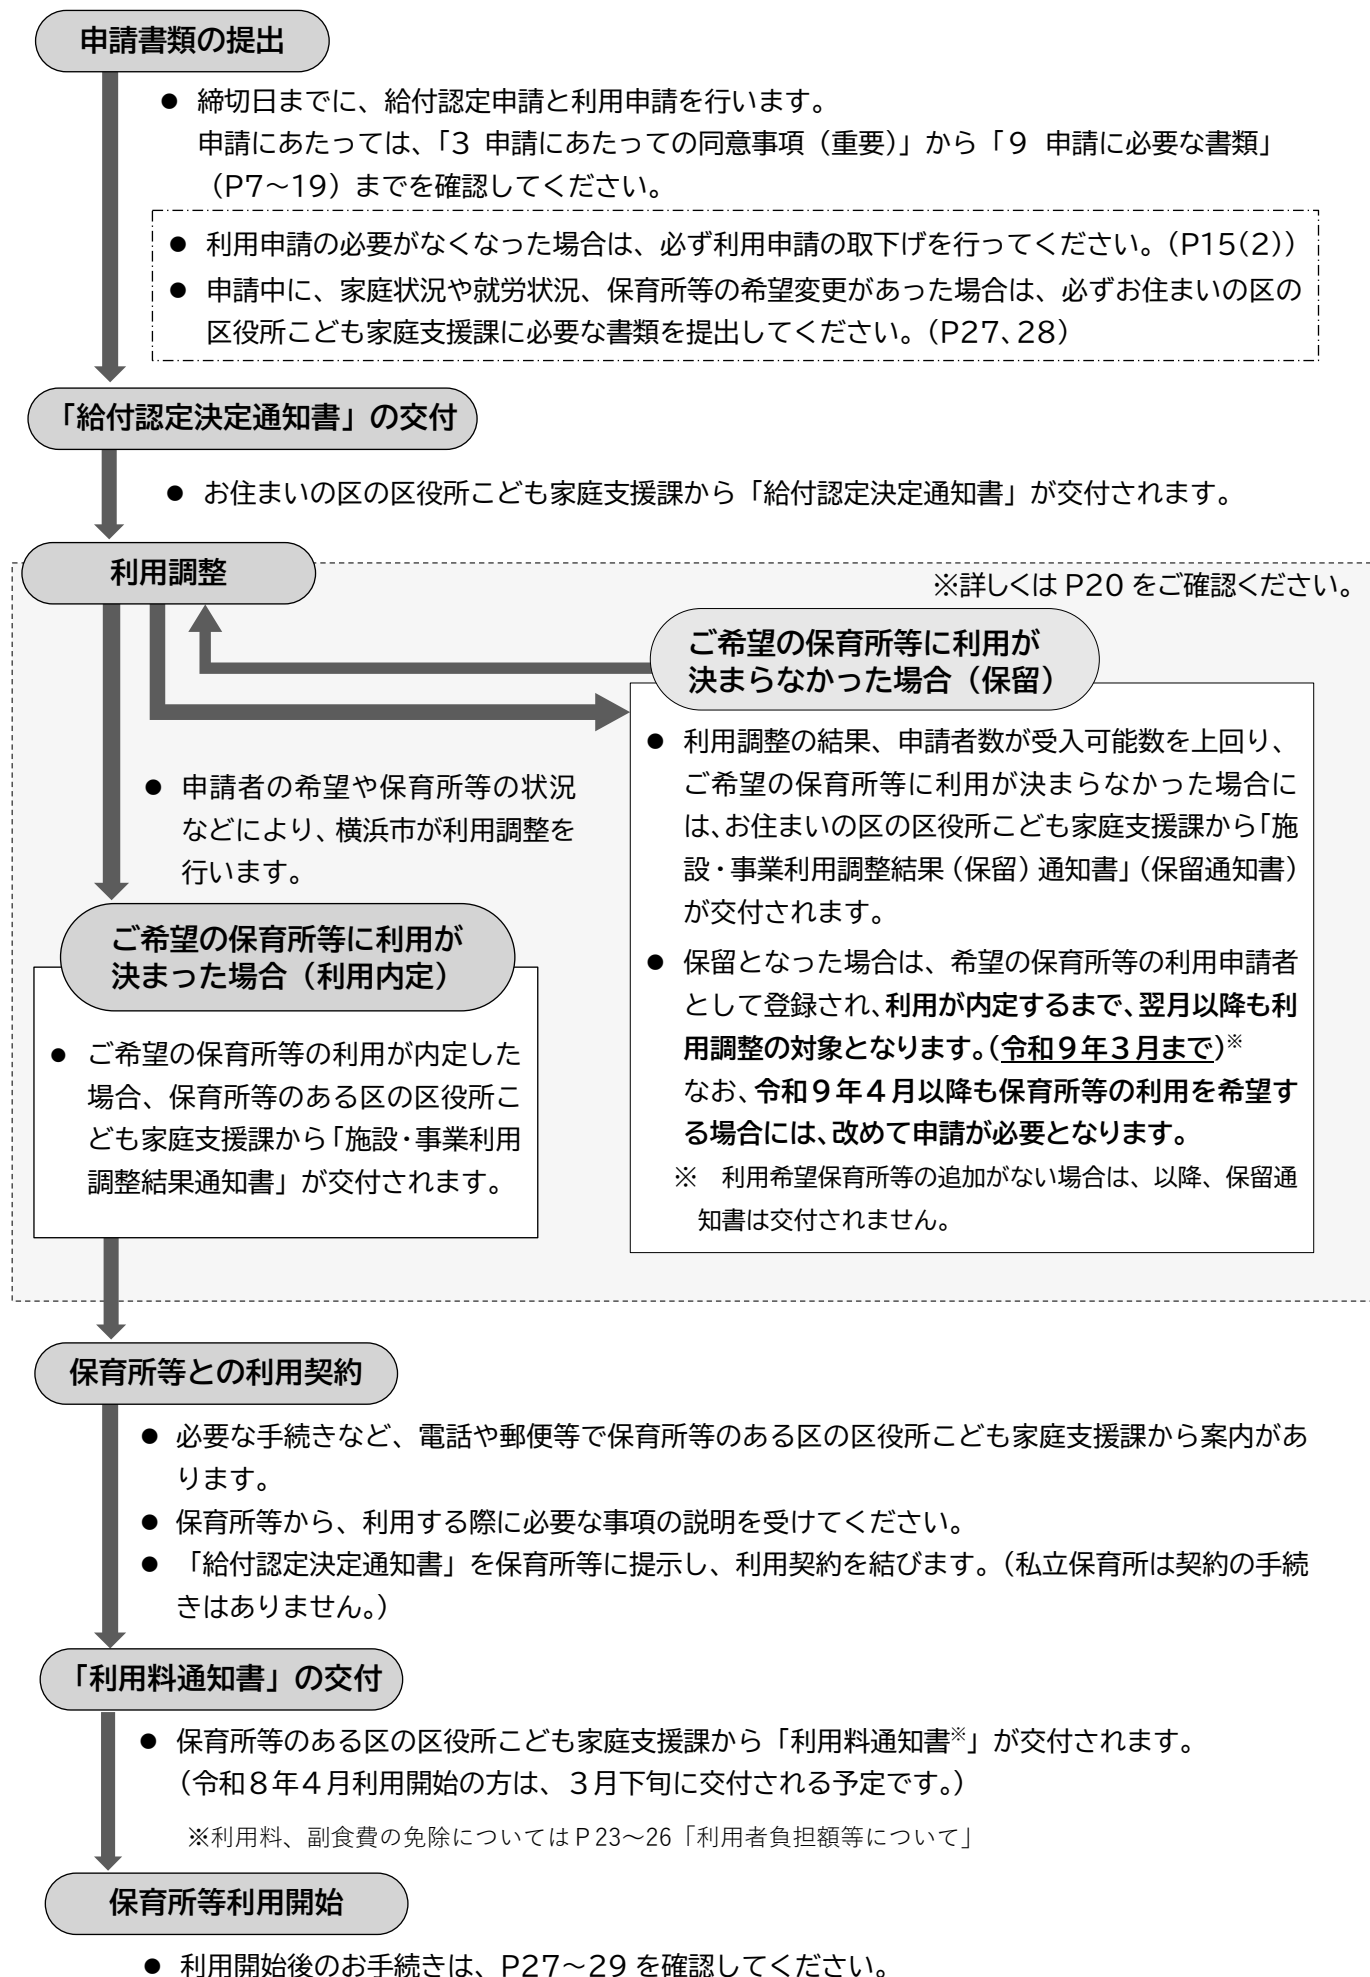 申請書類の提出
● 締切日までに、給付認定申請と利用申請を行います。
申請にあたっては、「3 申請にあたっての同意事項（重要）」から「9 申請に必要な書類」
（P7～19）までを確認してください。
● 利用申請の必要がなくなった場合は、必ず利用申請の取下げを行ってください。（P15（2））
● 申請中に、家庭状況や就労状況、保育所等の希望変更があった場合は、必ずお住まいの区の
区役所こども家庭支援課に必要な書類を提出してください。（P27、28）
「給付認定決定通知書」の交付
● お住まいの区の区役所こども家庭支援課から「給付認定決定通知書」が交付されます。
利用調整
※詳しくは P20 をご確認ください。
● 申請者の希望や保育所等の状況
などにより、横浜市が利用調整を
行います。
ご希望の保育所等に利用が
決まらなかった場合（保留）
● 利用調整の結果、申請者数が受入可能数を上回り、
ご希望の保育所等に利用が決まらなかった場合に
は、お住まいの区の区役所こども家庭支援課から「施
設・事業利用調整結果（保留）通知書」（保留通知書）
が交付されます。
● 保留となった場合は、希望の保育所等の利用申請者
として登録され、利用が内定するまで、翌月以降も利
用調整の対象となります。（令和９年３月まで）※
なお、令和９年４月以降も保育所等の利用を希望す
る場合には、改めて申請が必要となります。
※　利用希望保育所等の追加がない場合は、以降、保留通
知書は交付されません。
ご希望の保育所等に利用が
決まった場合（利用内定）
● ご希望の保育所等の利用が内定した
場合、保育所等のある区の区役所こ
ども家庭支援課から「施設・事業利用
調整結果通知書」が交付されます。
保育所等との利用契約
● 必要な手続きなど、電話や郵便等で保育所等のある区の区役所こども家庭支援課から案内があ
ります。
● 保育所等から、利用する際に必要な事項の説明を受けてください。
● 「給付認定決定通知書」を保育所等に提示し、利用契約を結びます。（私立保育所は契約の手続
きはありません。）
「利用料通知書」の交付
● 保育所等のある区の区役所こども家庭支援課から「利用料通知書※」が交付されます。
（令和８年４月利用開始の方は、３月下旬に交付される予定です。）
※利用料、副食費の免除についてはＰ23～26「利用者負担額等について」
保育所等利用開始
● 利用開始後のお手続きは、P27～29 を確認してください。